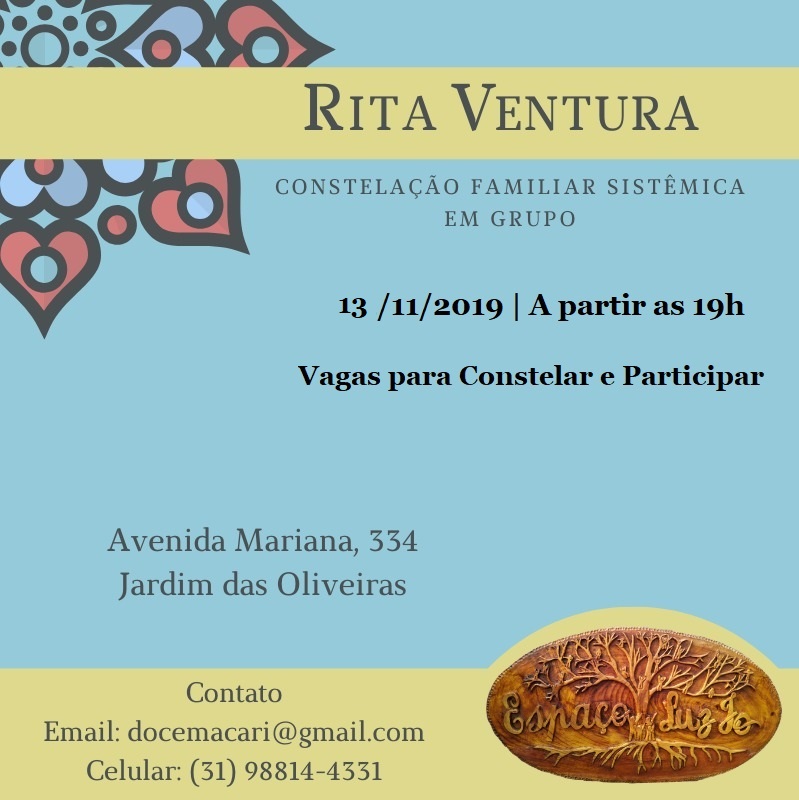 Rita Ventura
CONSTELAÇÃO FAMILIAR SISTÊMICA
EM GRUPO
13 /11/2019 | A partir as 19h
Vagas para Constelar e Participar
Avenida Mariana, 334
Jardim das Oliveiras
Contato
Email: docemacari@gmail.com
Celular: (31) 98814-4331
Espaço Luz Jo